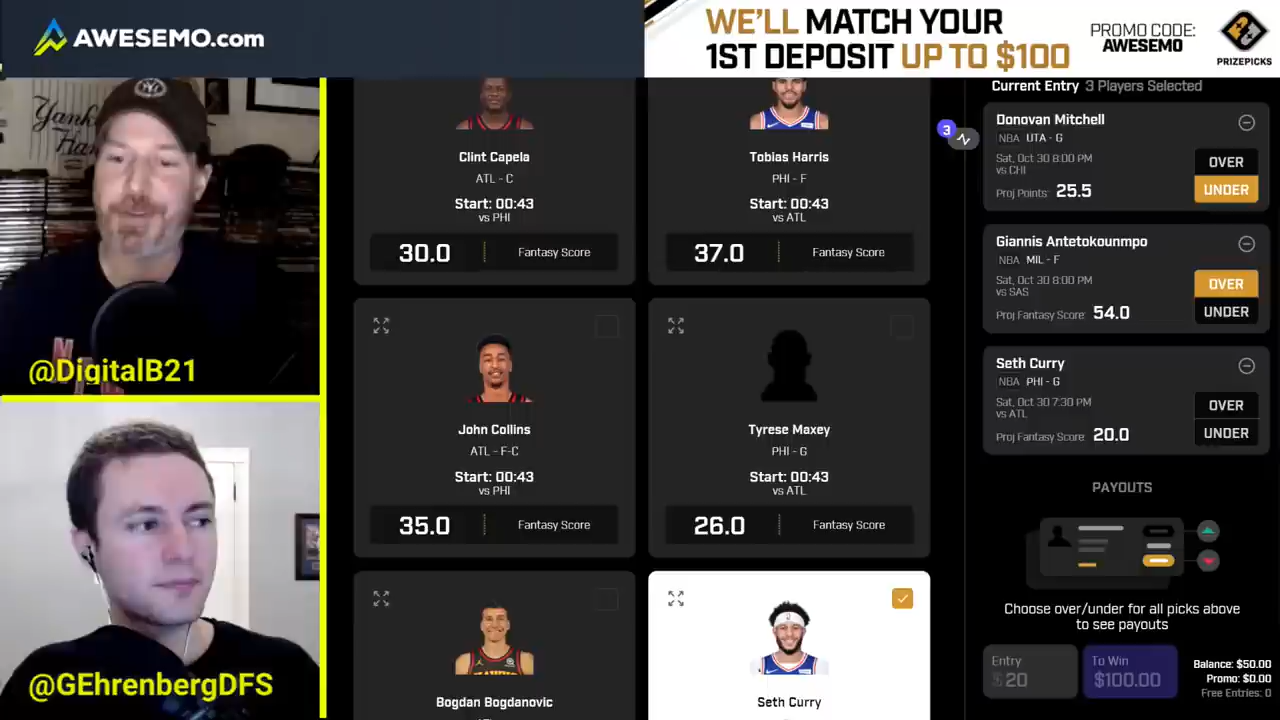 AWESEMO.com
WE'LL MATCH YOUR
1ST DEPOSIT UP TO $100
PROMO CODE:
AWESEMO
PRIZEPICKS
Yankee
@DigitalB21
@GEhrenbergDFS
Clint Capela
ATL - C
Start: 00:43
vs PHI
30.0 Fantasy Score
Tobias Harris
PHI - F
Start: 00:43
vs ATL
37.0 Fantasy Score
John Collins
ATL - F-C
Start: 00:43
vs PHI
35.0 Fantasy Score
Tyrese Maxey
PHI - G
Start: 00:43
vs ATL
26.0 Fantasy Score
Bogdan Bogdanovic
Seth Curry
3
Current Entry 3 Players Selected
Donovan Mitchell
NBA UTA - G
Sat, Oct 30 8:00 PM
vs CHI
Proj Points: 25.5
OVER
UNDER
Giannis Antetokounmpo
NBA MIL - F
Sat, Oct 30 8:00 PM
vs SAS
Proj Fantasy Score: 54.0
OVER
UNDER
Seth Curry
NBA PHI - G
Sat, Oct 30 7:30 PM
vs ATL
Proj Fantasy Score: 20.0
OVER
UNDER
PAYOUTS
Choose over/under for all picks above
to see payouts
Entry
$20
To Win
$100.00
Balance: $50.00
Promo: $0.00
Free Entries: 0